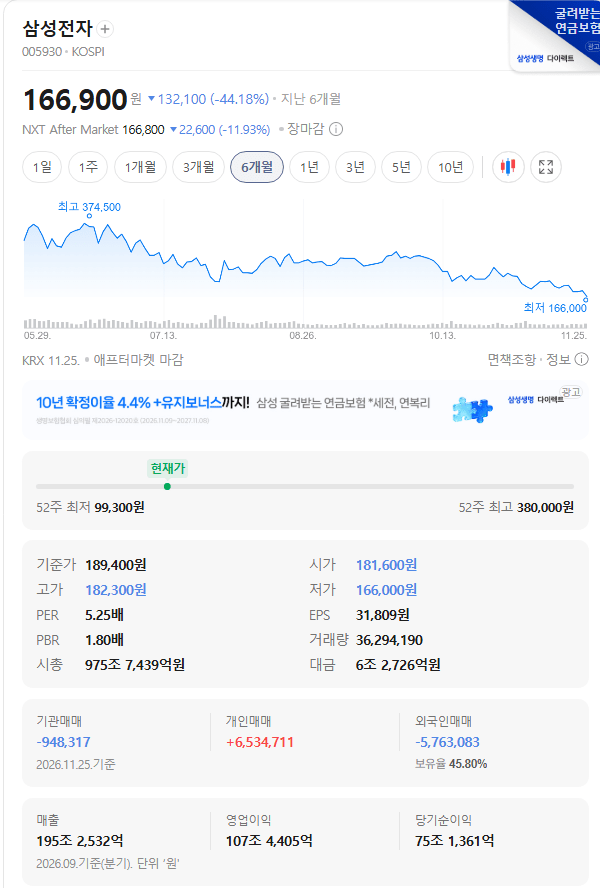 삼성전자
005930 · KOSPI
굴려받는
연금보험
광고
삼성생명 다이렉트
166,900원 ▼132,100 (-44.18%) · 지난 6개월
NXT After Market 166,800 ▼22,600 (-11.93%) • 장마감
1일 1주 1개월 3개월 6개월 1년 3년 5년 10년
최고 374,500
최저 166,000
05.29. 07.13. 08.26. 10.13. 11.25.
KRX 11.25. • 애프터마켓 마감 면책조항 · 정보
10년 확정이율 4.4% +유지보너스까지! 삼성 굴려받는 연금보험 *세전, 연복리
삼성생명 다이렉트
광고
현재가
52주 최저 99,300원 52주 최고 380,000원
기준가 189,400원 시가 181,600원
고가 182,300원 저가 166,000원
PER 5.25배 EPS 31,809원
PBR 1.80배 거래량 36,294,190
시총 975조 7,439억원 대금 6조 2,726억원
기관매매 개인매매 외국인매매
-948,317 +6,534,711 -5,763,083
2026.11.25.기준 보유율 45.80%
매출 영업이익 당기순이익
195조 2,532억 107조 4,405억 75조 1,361억
2026.09.기준(분기). 단위 '원'